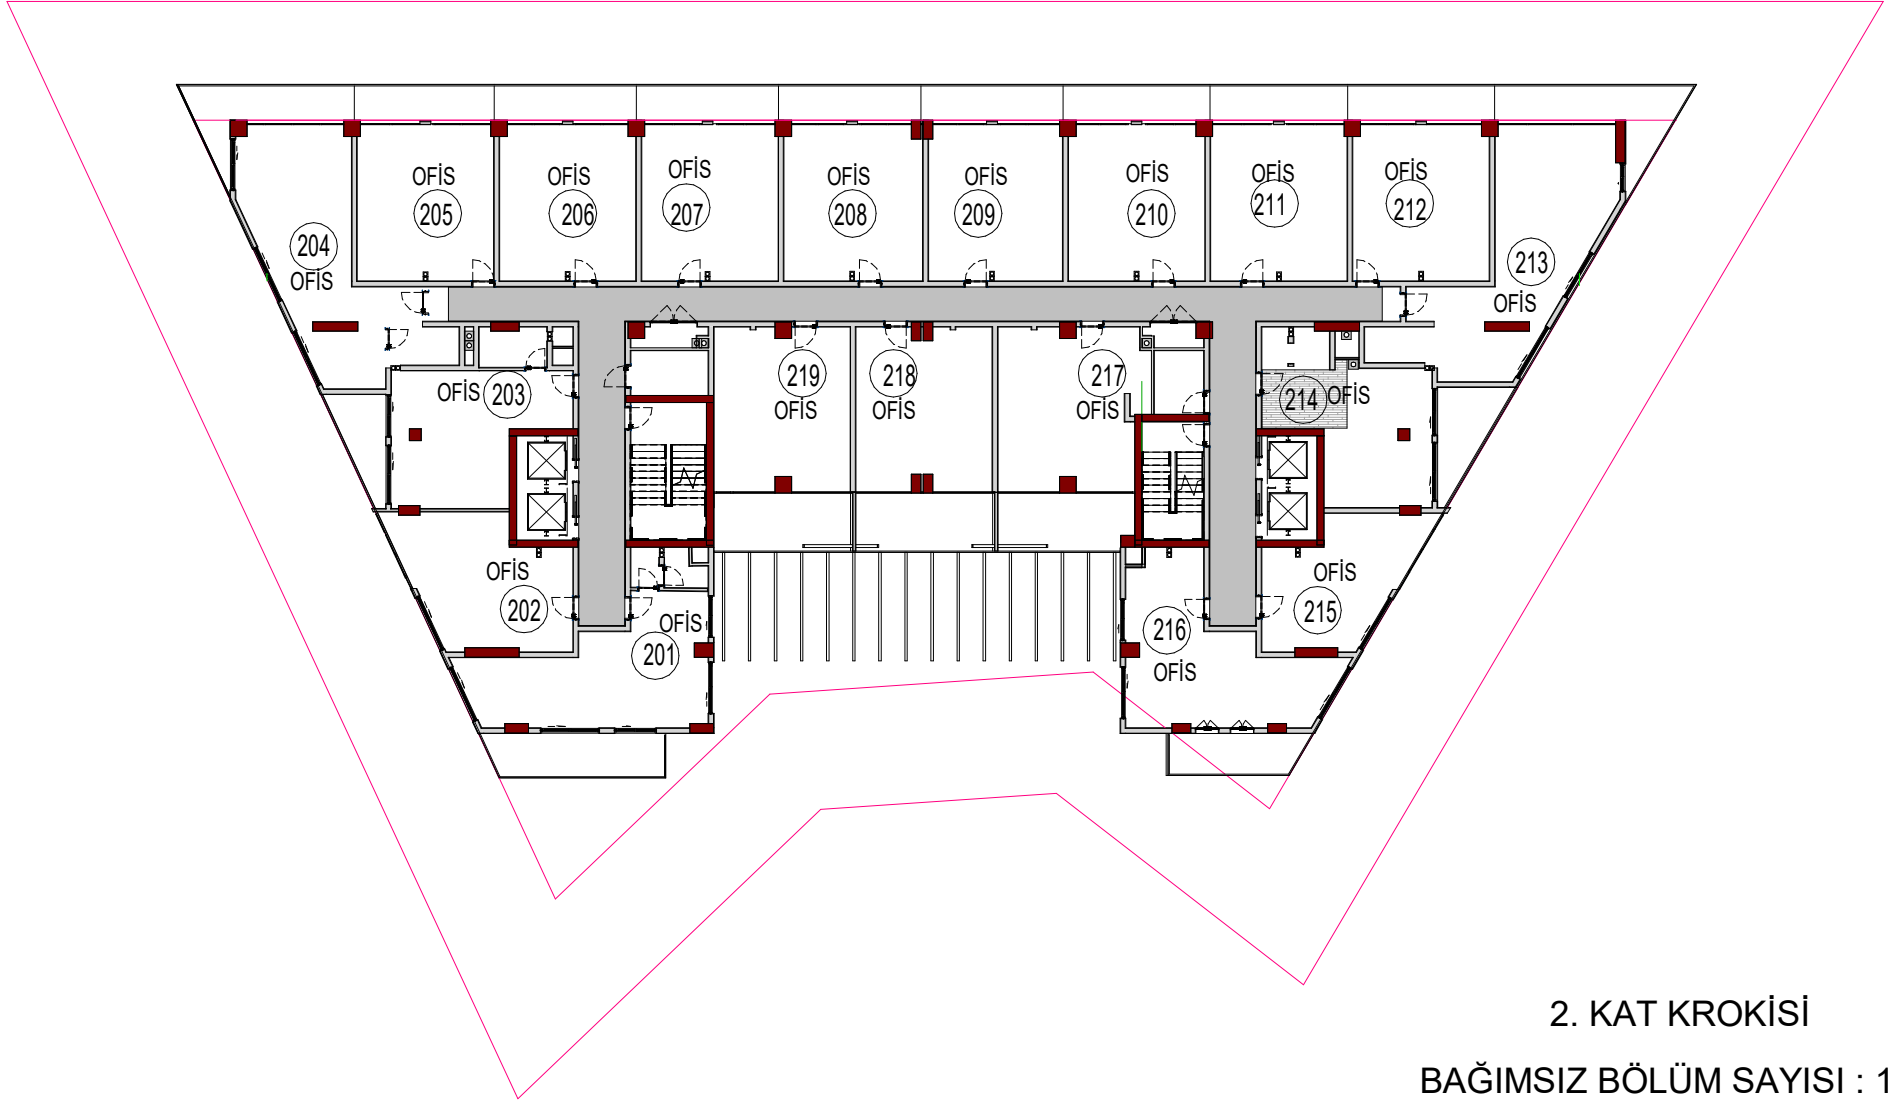 OFİS
205
OFİS
206
OFİS
207
OFİS
208
OFİS
209
OFİS
210
OFİS
211
OFİS
212
204
OFİS
213
OFİS
OFİS 203
219
OFİS
218
OFİS
217
OFİS
214 OFİS
OFİS
202
OFİS
201
216
OFİS
OFİS
215
2. KAT KROKİSİ
BAĞIMSIZ BÖLÜM SAYISI : 1